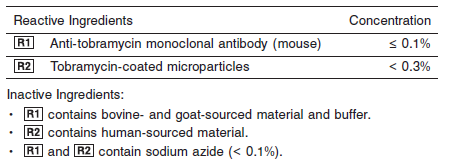 Reactive Ingredients Concentration
R1 Anti-tobramycin monoclonal antibody (mouse) ≤ 0.1%
R2 Tobramycin-coated microparticles < 0.3%
Inactive Ingredients:
• R1 contains bovine- and goat-sourced material and buffer.
• R2 contains human-sourced material.
• R1 and R2 contain sodium azide (< 0.1%).